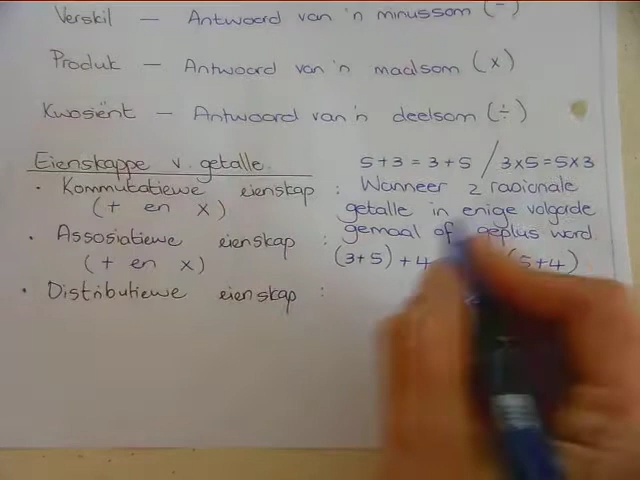 Verskil — Antwoord van 'n minussom (-)
Produk — Antwoord van 'n maalsom (x)
Kwosiënt — Antwoord van 'n deelsom (÷)
Eienskappe v. getalle
5+3 = 3+5 / 3x5=5x3
• Kommutatiewe eienskap : Wanneer 2 rasionale
(+ en x) getalle in enige volgorde
gemaal of geplus word
• Assosiatiewe eienskap :
(+ en x) (3+5)+4 (5+4)
• Distributiewe eienskap :